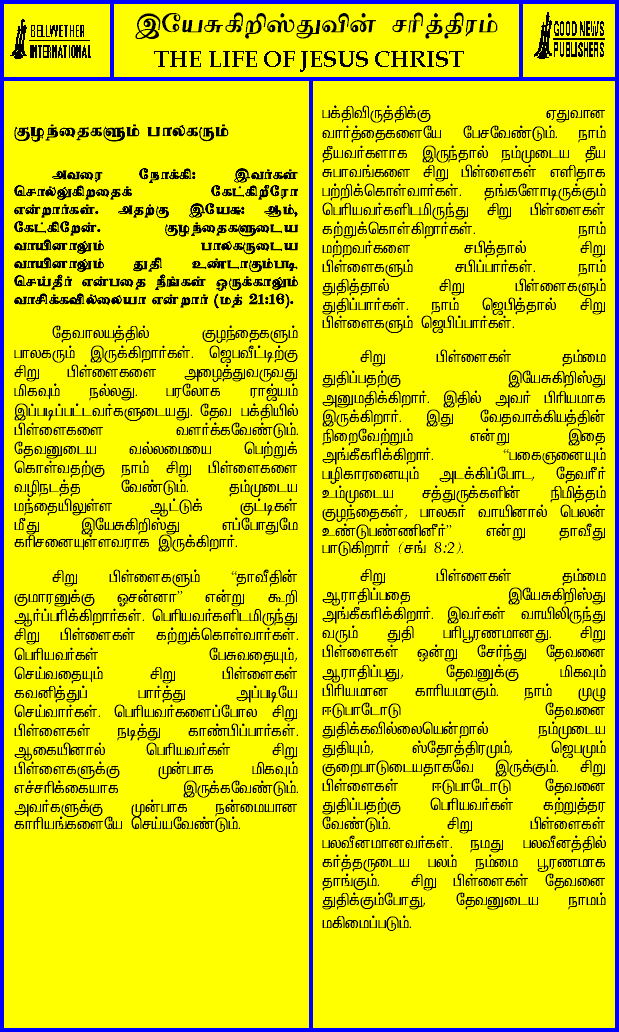 BELLWETHER
INTERNATIONAL
இயேசுகிறிஸ்துவின் சரித்திரம்
THE LIFE OF JESUS CHRIST
GOOD NEWS
PUBLISHERS
குழந்தைகளும் பாலகரும்
அவரை நோக்கி: இவர்கள்
சொல்லுகிறதைக் கேட்கிறீரோ
என்றார்கள். அதற்கு இயேசு: ஆம்,
கேட்கிறேன். குழந்தைகளுடைய
வாயினாலும் பாலகருடைய
வாயினாலும் துதி உண்டாகும்படி
செய்தீர் என்பதை நீங்கள் ஒருக்காலும்
வாசிக்கவில்லையா என்றார் (மத் 21:16).
தேவாலயத்தில் குழந்தைகளும்
பாலகரும் இருக்கிறார்கள். ஜெபவீட்டிற்கு
சிறு பிள்ளைகளை அழைத்துவருவது
மிகவும் நல்லது. பரலோக ராஜ்யம்
இப்படிப்பட்டவர்களுடையது. தேவ பக்தியில்
பிள்ளைகளை வளர்க்கவேண்டும்.
தேவனுடைய வல்லமையை பெற்றுக்
கொள்வதற்கு நாம் சிறு பிள்ளைகளை
வழிநடத்த வேண்டும். தம்முடைய
மந்தையிலுள்ள ஆட்டுக் குட்டிகள்
மீது இயேசுகிறிஸ்து எப்போதுமே
கரிசனையுள்ளவராக இருக்கிறார்.
சிறு பிள்ளைகளும் “தாவீதின்
குமாரனுக்கு ஓசன்னா” என்று கூறி
ஆர்ப்பரிக்கிறார்கள். பெரியவர்களிடமிருந்து
சிறு பிள்ளைகள் கற்றுக்கொள்வார்கள்.
பெரியவர்கள் பேசுவதையும்,
செய்வதையும் சிறு பிள்ளைகள்
கவனித்துப் பார்த்து அப்படியே
செய்வார்கள். பெரியவர்களைப்போல சிறு
பிள்ளைகள் நடித்து காண்பிப்பார்கள்.
ஆகையினால் பெரியவர்கள் சிறு
பிள்ளைகளுக்கு முன்பாக மிகவும்
எச்சரிக்கையாக இருக்கவேண்டும்.
அவர்களுக்கு முன்பாக நன்மையான
காரியங்களையே செய்யவேண்டும்.
பக்திவிருத்திக்கு ஏதுவான
வார்த்தைகளையே பேசவேண்டும். நாம்
தீயவர்களாக இருந்தால் நம்முடைய தீய
சுபாவங்களை சிறு பிள்ளைகள் எளிதாக
பற்றிக்கொள்வார்கள். தங்களோடிருக்கும்
பெரியவர்களிடமிருந்து சிறு பிள்ளைகள்
கற்றுக்கொள்கிறார்கள். நாம்
மற்றவர்களை சபித்தால் சிறு
பிள்ளைகளும் சபிப்பார்கள். நாம்
துதித்தால் சிறு பிள்ளைகளும்
துதிப்பார்கள். நாம் ஜெபித்தால் சிறு
பிள்ளைகளும் ஜெபிப்பார்கள்.
சிறு பிள்ளைகள் தம்மை
துதிப்பதற்கு இயேசுகிறிஸ்து
அனுமதிக்கிறார். இதில் அவர் பிரியமாக
இருக்கிறார். இது வேதவாக்கியத்தின்
நிறைவேற்றும் என்று இதை
அங்கீகரிக்கிறார். “பகைஞனையும்
பழிகாரனையும் அடக்கிப்போட, தேவரீர்
உம்முடைய சத்துருக்களின் நிமித்தம்
குழந்தைகள், பாலகர் வாயினால் பெலன்
உண்டுபண்ணினீர்” என்று தாவீது
பாடுகிறார் (சங் 8:2).
சிறு பிள்ளைகள் தம்மை
ஆராதிப்பதை இயேசுகிறிஸ்து
அங்கீகரிக்கிறார். இவர்கள் வாயிலிருந்து
வரும் துதி பரிபூரணமானது. சிறு
பிள்ளைகள் ஒன்று சேர்ந்து தேவனை
ஆராதிப்பது, தேவனுக்கு மிகவும்
பிரியமான காரியமாகும். நாம் முழு
ஈடுபாடோடு தேவனை
துதிக்கவில்லையென்றால் நம்முடைய
துதியும், ஸ்தோத்திரமும், ஜெபமும்
குறைபாடுடையதாகவே இருக்கும். சிறு
பிள்ளைகள் ஈடுபாடோடு தேவனை
துதிப்பதற்கு பெரியவர்கள் கற்றுத்தர
வேண்டும். சிறு பிள்ளைகள்
பலவீனமானவர்கள். நமது பலவீனத்தில்
கர்த்தருடைய பலம் நம்மை பூரணமாக
தாங்கும். சிறு பிள்ளைகள் தேவனை
துதிக்கும்போது, தேவனுடைய நாமம்
மகிமைப்படும்.